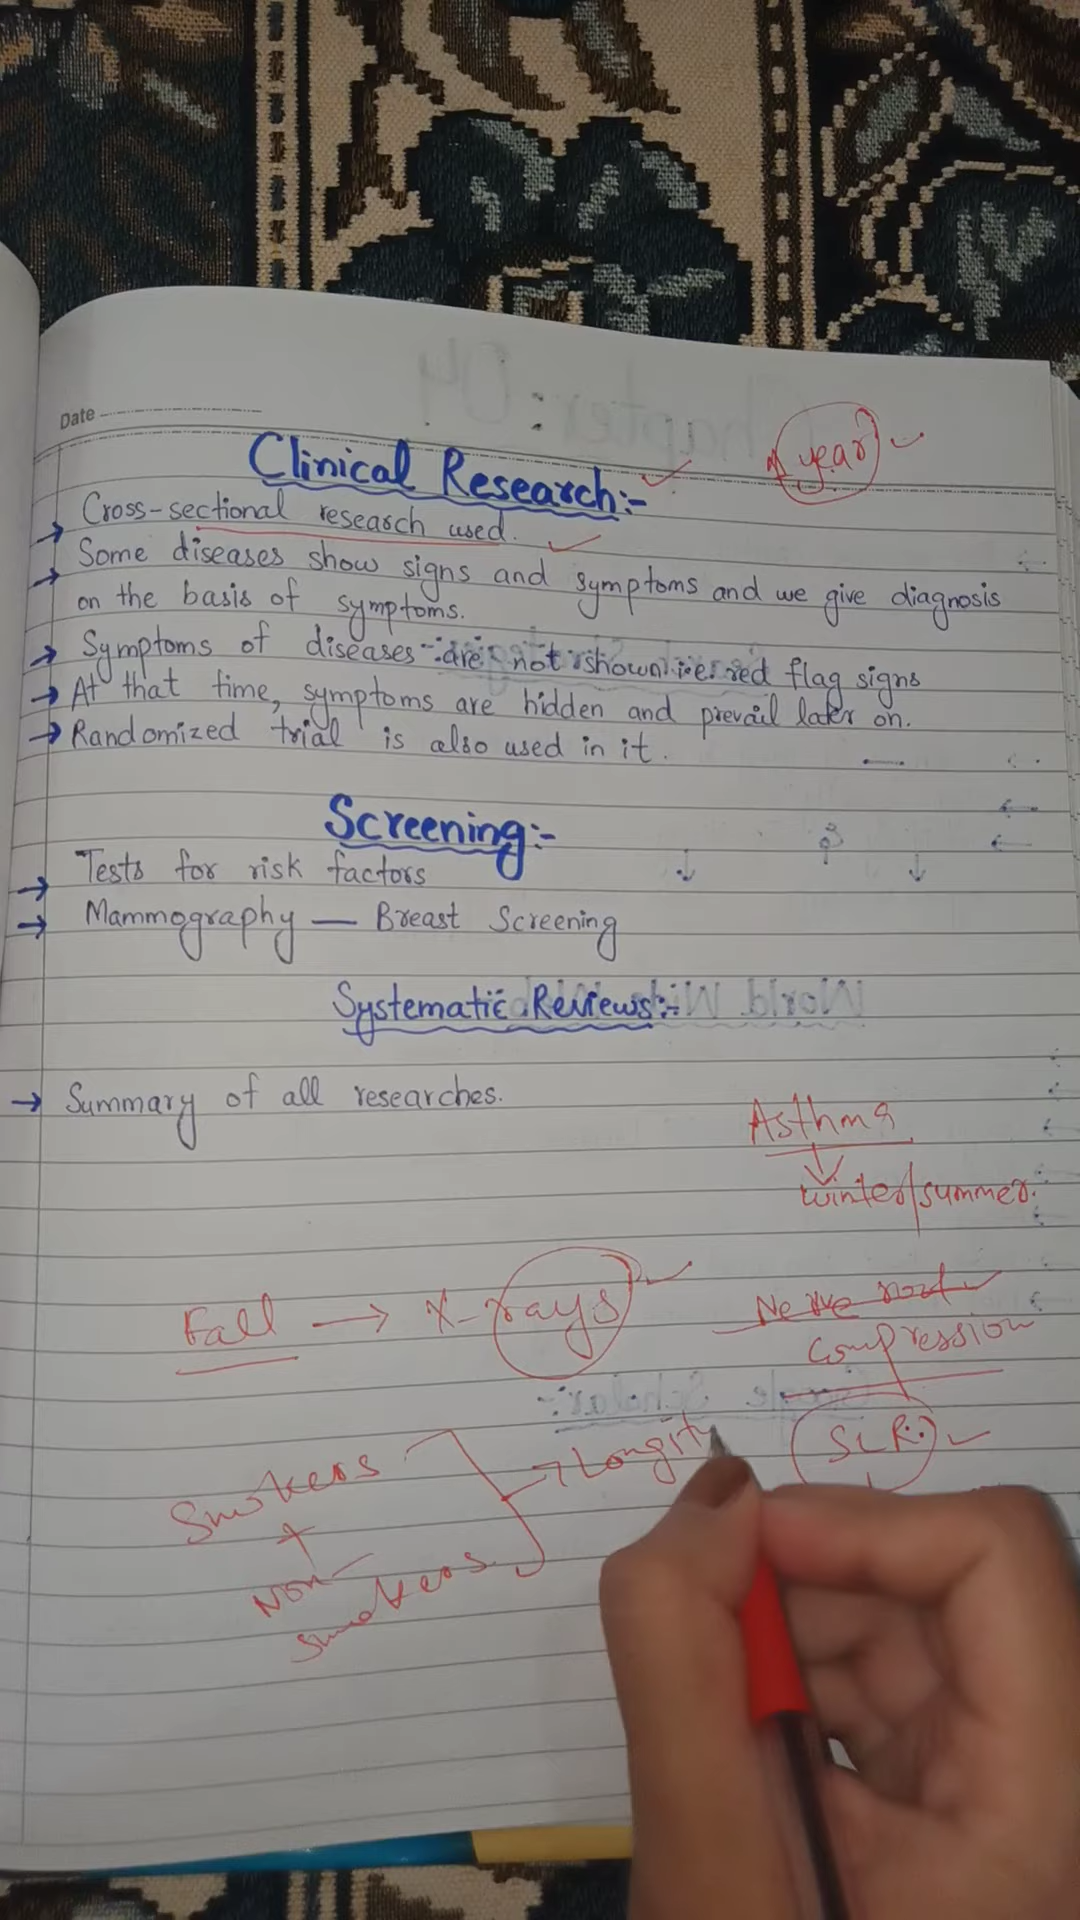 Date
Clinical Research:-
1 year
Cross-sectional research used.
Some diseases show signs and symptoms and we give diagnosis
on the basis of symptoms.
Symptoms of diseases are not shown i.e. red flag signs
At that time, symptoms are hidden and prevail later on.
Randomized trial is also used in it.
Screening:-
Tests for risk factors
Mammography — Breast Screening
Systematic Reviews:-
Summary of all researches.
Asthma
winter/summer.
Fall → X-rays
Nerve root
Compression
SLR
Smokers
+
Non-
smokers
Longit